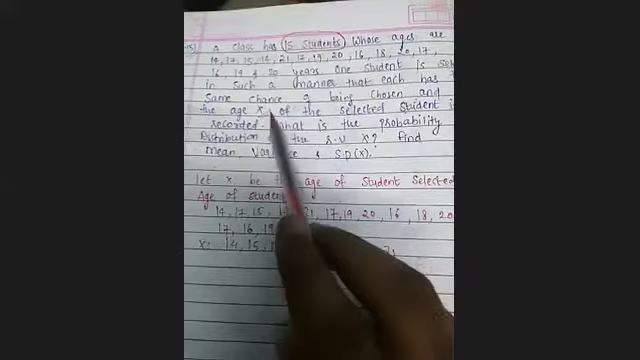 15) A class has 15 students whose ages are
14, 17, 15, 14, 21, 17, 19, 20, 16, 18, 20, 17,
16, 19 & 20 years One student is
in such a manner that each has
Same chance of being chosen and
the age X of the selected student is
recorded. What is the probability
Distribution the r.v X? find
mean, Variance & S.D(X).
let X be the age of Student Selected
Age of
14, 17, 15, 21, 17, 19, 20, 16, 18, 20
17, 16, 19
X: 14, 15,